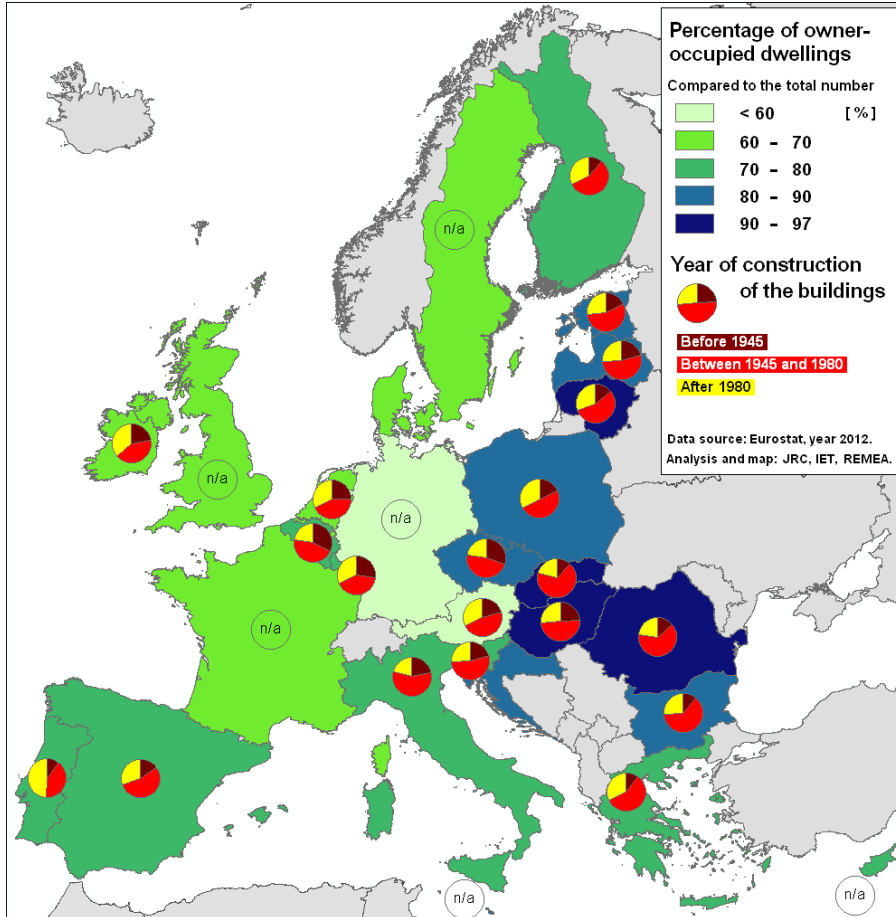 Percentage of owner-
occupied dwellings
Compared to the total number
< 60 [%]
60 - 70
70 - 80
80 - 90
90 - 97
Year of construction
of the buildings
Before 1945
Between 1945 and 1980
After 1980
Data source: Eurostat, year 2012.
Analysis and map: JRC, IET, REMEA.
n/a
n/a
n/a
n/a
n/a
n/a